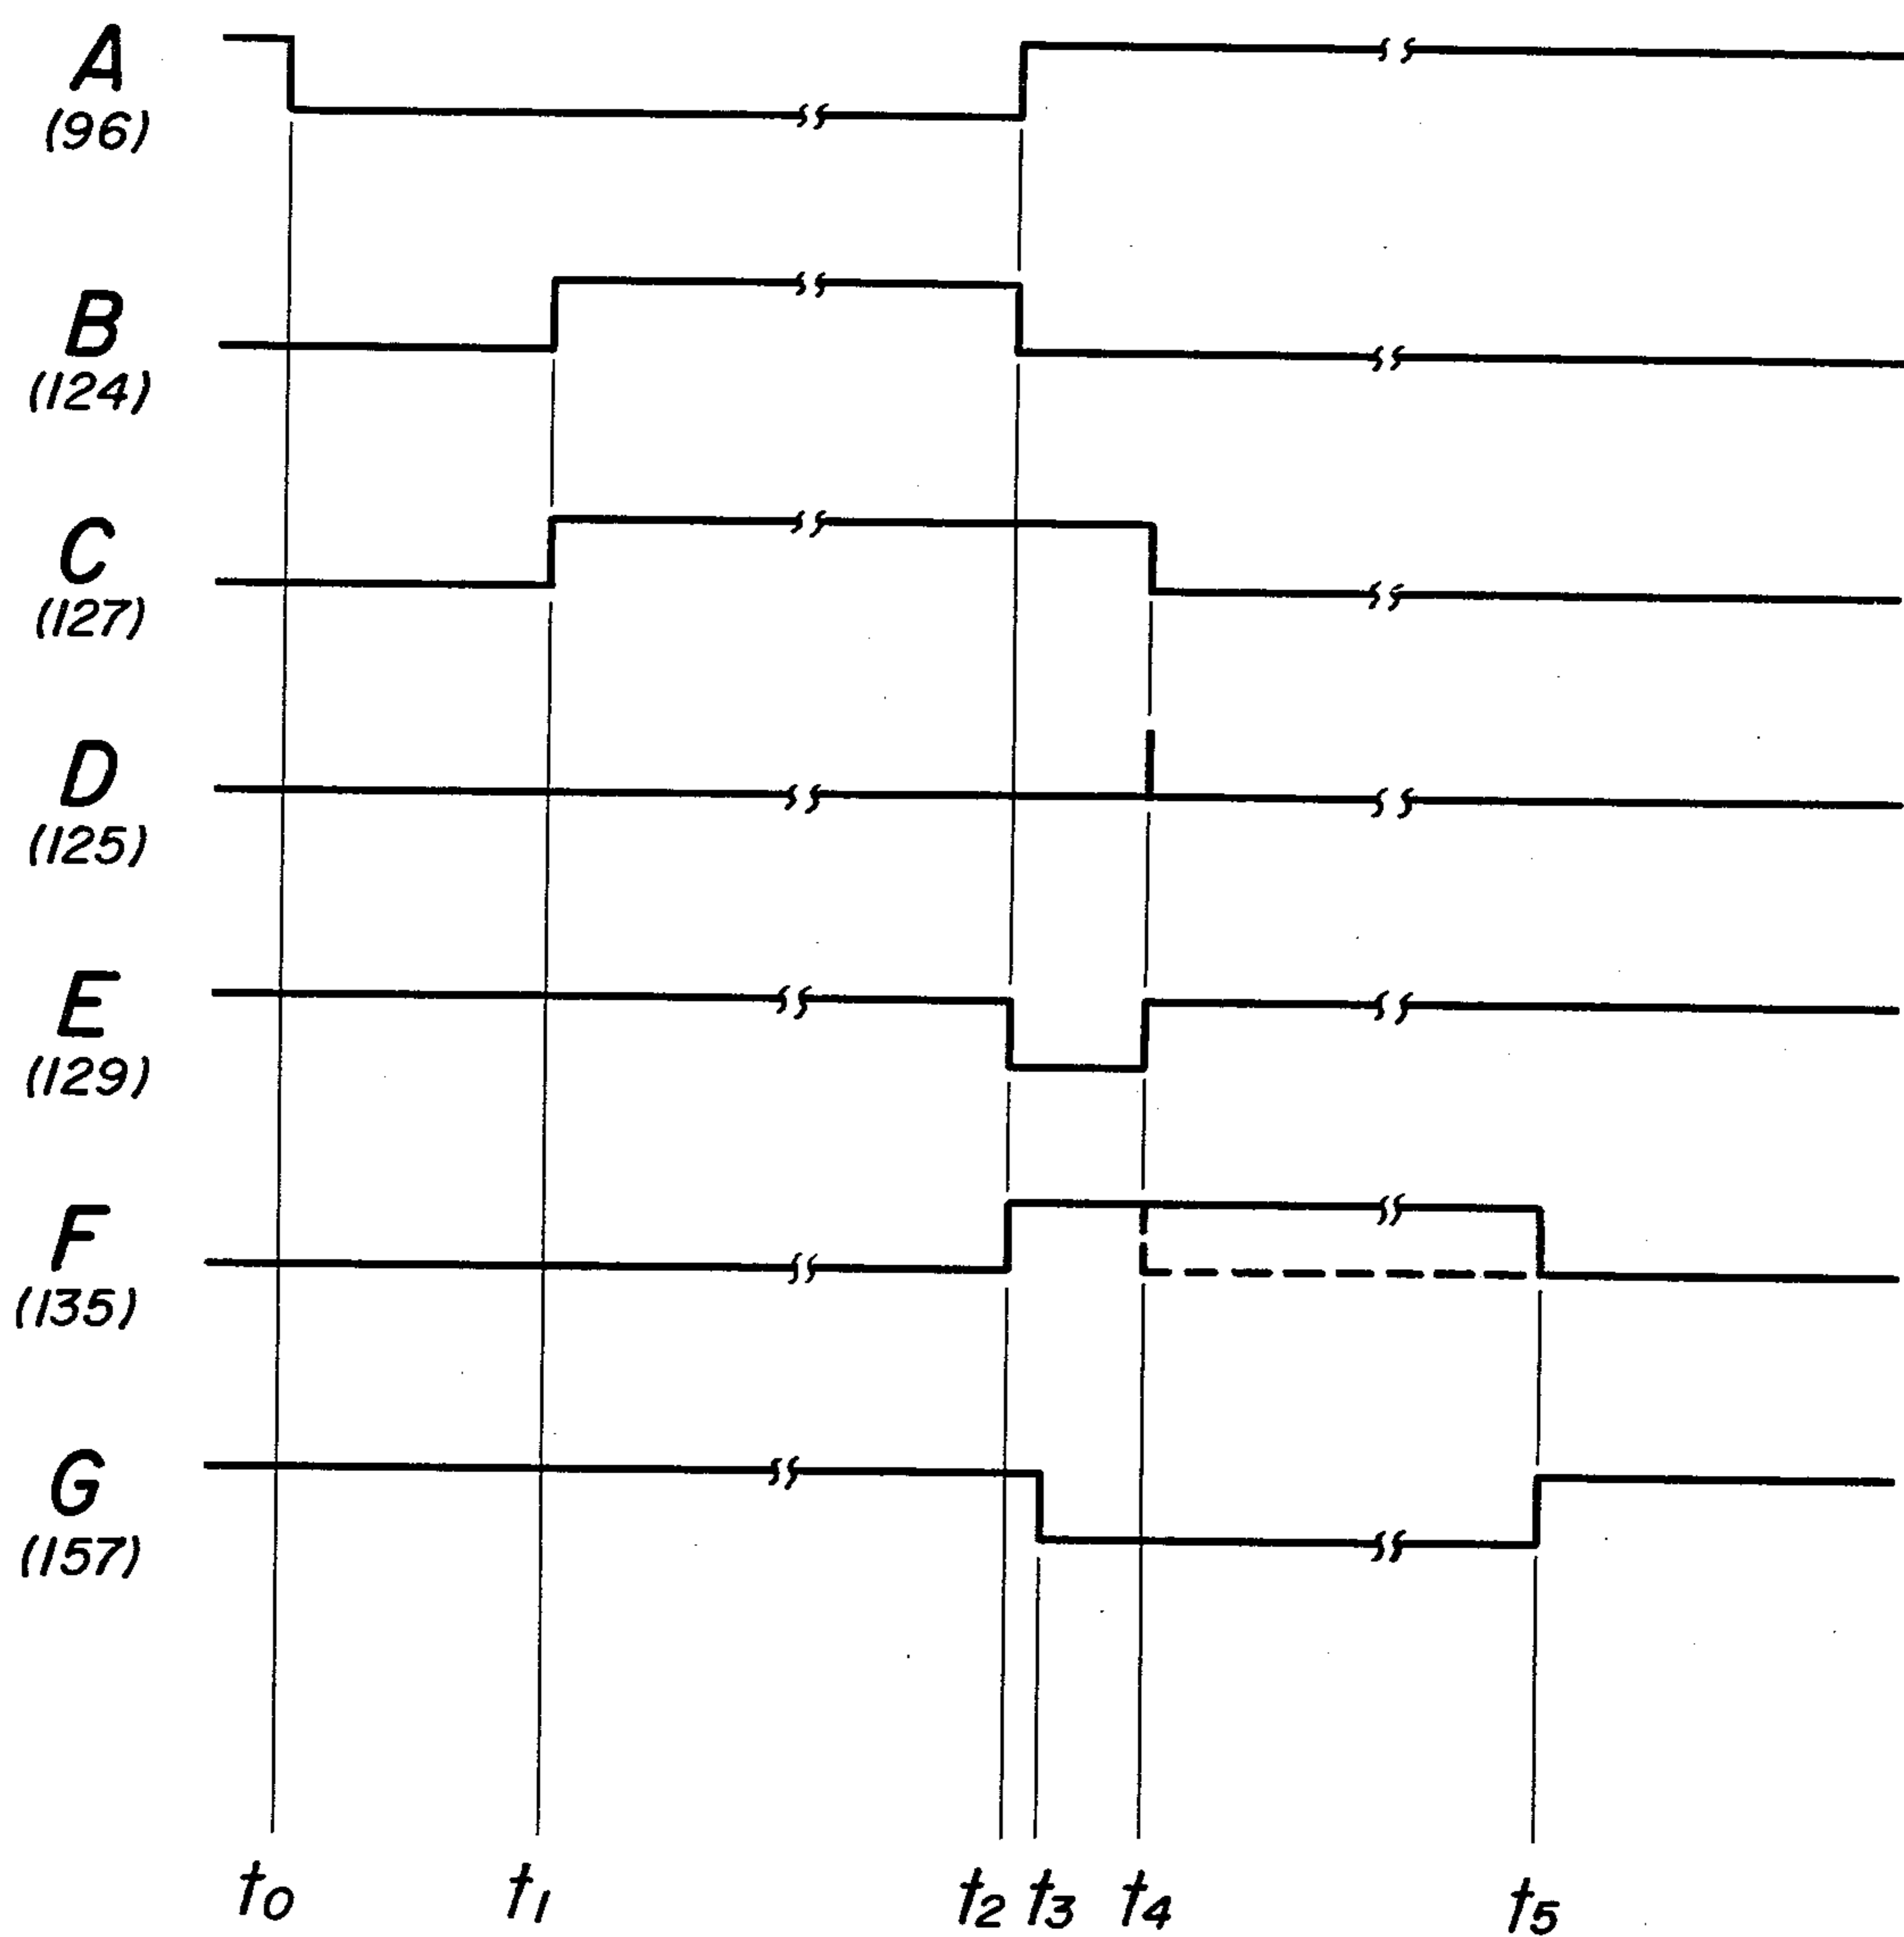 A
(96)
B
(124)
C
(127)
D
(125)
E
(129)
F
(135)
G
(157)
t0 t1 t2 t3 t4 t5